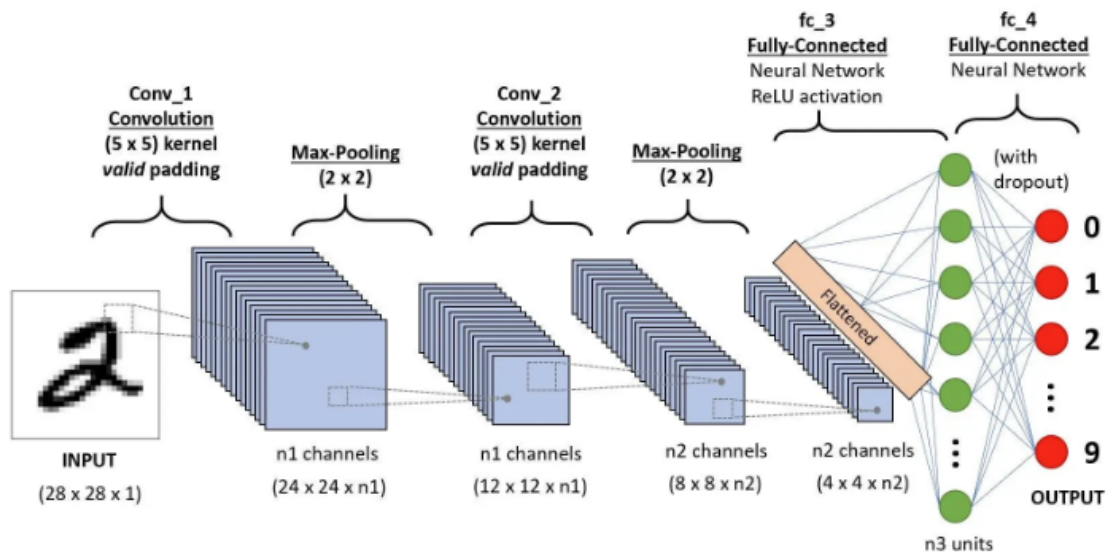 fc_3
Fully-Connected
Neural Network
ReLU activation
fc_4
Fully-Connected
Neural Network
Conv_1
Convolution
(5 x 5) kernel
valid padding
Max-Pooling
(2 x 2)
Conv_2
Convolution
(5 x 5) kernel
valid padding
Max-Pooling
(2 x 2)
(with
dropout)
0
1
2
9
Flattened
INPUT
(28 x 28 x 1)
n1 channels
(24 x 24 x n1)
n1 channels
(12 x 12 x n1)
n2 channels
(8 x 8 x n2)
n2 channels
(4 x 4 x n2)
OUTPUT
n3 units
2